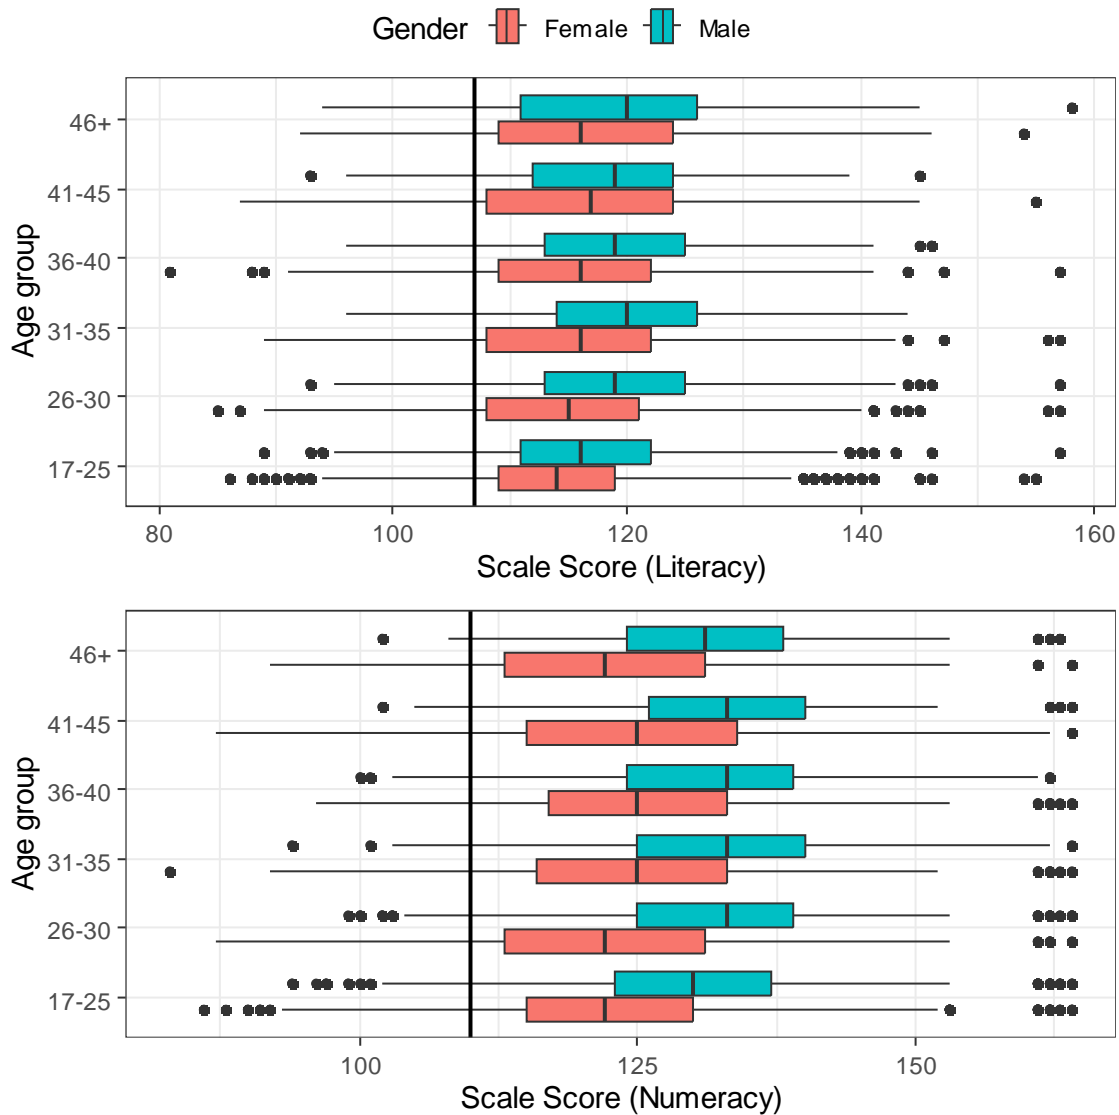 Gender Female Male
46+
41-45
36-40
31-35
26-30
17-25
Age group
80 100 120 140 160
Scale Score (Literacy)
46+
41-45
36-40
31-35
26-30
17-25
Age group
100 125 150
Scale Score (Numeracy)